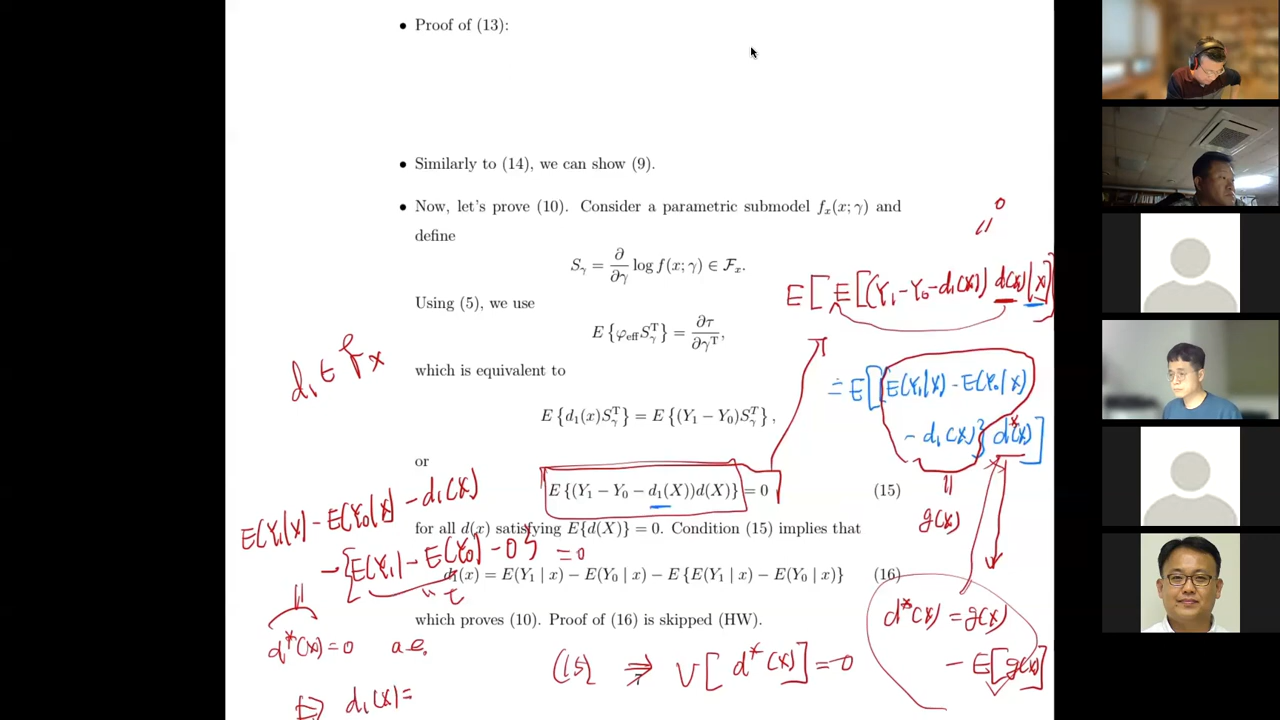 • Proof of (13):
• Similarly to (14), we can show (9).
• Now, let's prove (10). Consider a parametric submodel f_x(x; γ) and
define
S_γ = ∂/∂γ log f(x; γ) ∈ F_x.
Using (5), we use
E{φ_eff S_γ^T} = ∂τ/∂γ^T,
which is equivalent to
E{d_1(x)S_γ^T} = E{(Y_1 − Y_0)S_γ^T},
or
E{(Y_1 − Y_0 − d_1(X))d(X)} = 0 (15)
for all d(x) satisfying E{d(X)} = 0. Condition (15) implies that
d_1(x) = E(Y_1 | x) − E(Y_0 | x) − E{E(Y_1 | x) − E(Y_0 | x)} (16)
which proves (10). Proof of (16) is skipped (HW).
0
||
E[E[(Y_1 − Y_0 − d_1(X)) d(X) | X]]
= E[{E(Y_1|X) − E(Y_0|X)
− d_1(X)} d*(X)]
||
g(X)
d*(X) = g(X)
− E[g(X)]
d_1 ∈ F_x
E(Y_1|X) − E(Y_0|X) − d_1(X)
− {E(Y_1) − E(Y_0) − 0} = 0
|| τ
||
d*(X) = 0 a.e.
(15) ⇒ V[d*(X)] = 0
⇒ d_1(X) =